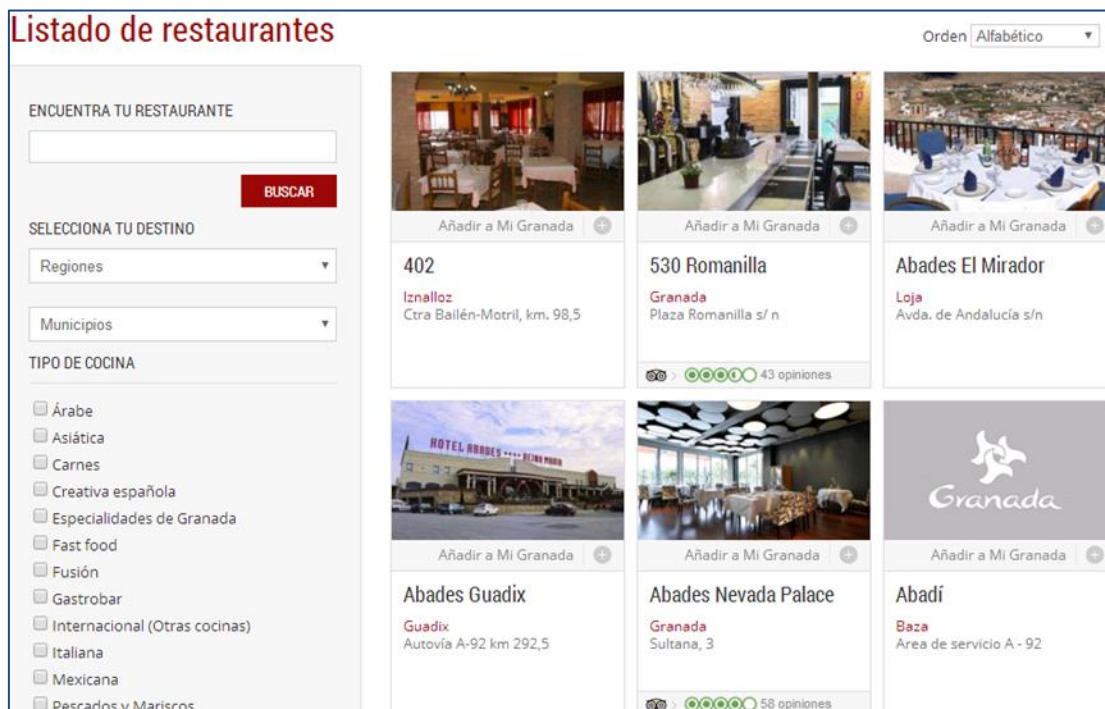 Listado de restaurantes
Orden Alfabético
ENCUENTRA TU RESTAURANTE
BUSCAR
SELECCIONA TU DESTINO
Regiones
Municipios
TIPO DE COCINA
Árabe
Asiática
Carnes
Creativa española
Especialidades de Granada
Fast food
Fusión
Gastrobar
Internacional (Otras cocinas)
Italiana
Mexicana
Pescados y Mariscos
Añadir a Mi Granada
402
Iznalloz
Ctra Bailén-Motril, km. 98,5
Añadir a Mi Granada
530 Romanilla
Granada
Plaza Romanilla s/ n
43 opiniones
Añadir a Mi Granada
Abades El Mirador
Loja
Avda. de Andalucía s/n
HOTEL ABADES REINA MARIA
Añadir a Mi Granada
Abades Guadix
Guadix
Autovía A-92 km 292,5
Añadir a Mi Granada
Abades Nevada Palace
Granada
Sultana, 3
58 opiniones
Granada
Añadir a Mi Granada
Abadí
Baza
Area de servicio A - 92